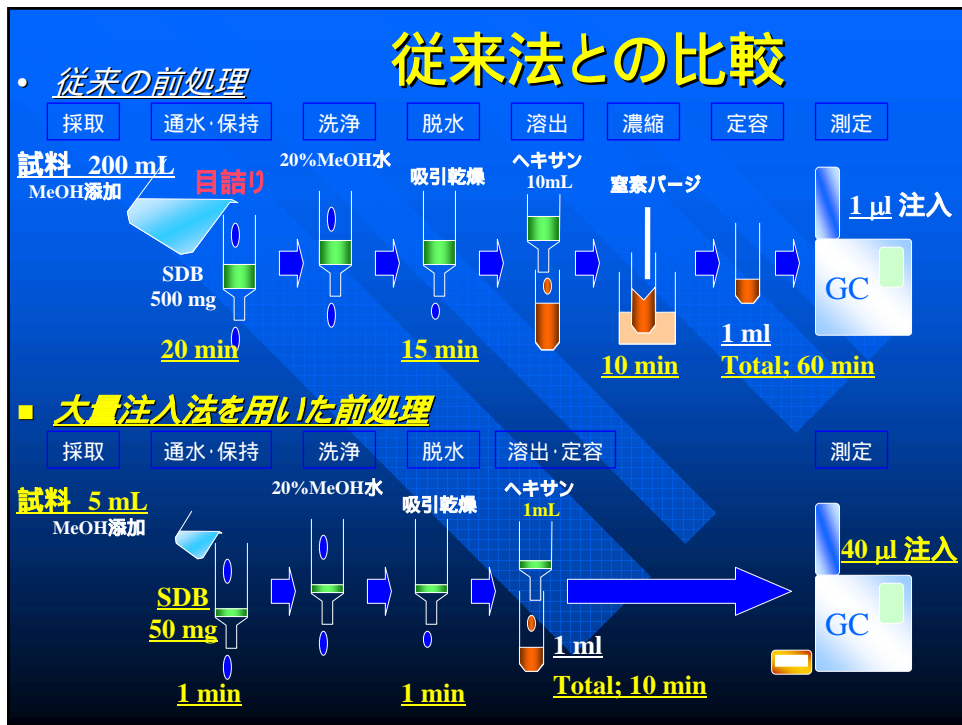 従来法との比較
• 従来の前処理
採取 通水・保持 洗浄 脱水 溶出 濃縮 定容 測定
試料 200 mL
MeOH添加
目詰り
20%MeOH水
吸引乾燥
ヘキサン
10mL
窒素パージ
1 μl 注入
SDB
500 mg
GC
20 min
15 min
10 min
1 ml
Total; 60 min
■ 大量注入法を用いた前処理
採取 通水・保持 洗浄 脱水 溶出・定容 測定
試料 5 mL
MeOH添加
20%MeOH水
吸引乾燥
ヘキサン
1mL
40 μl 注入
SDB
50 mg
GC
1 min
1 min
1 ml
Total; 10 min